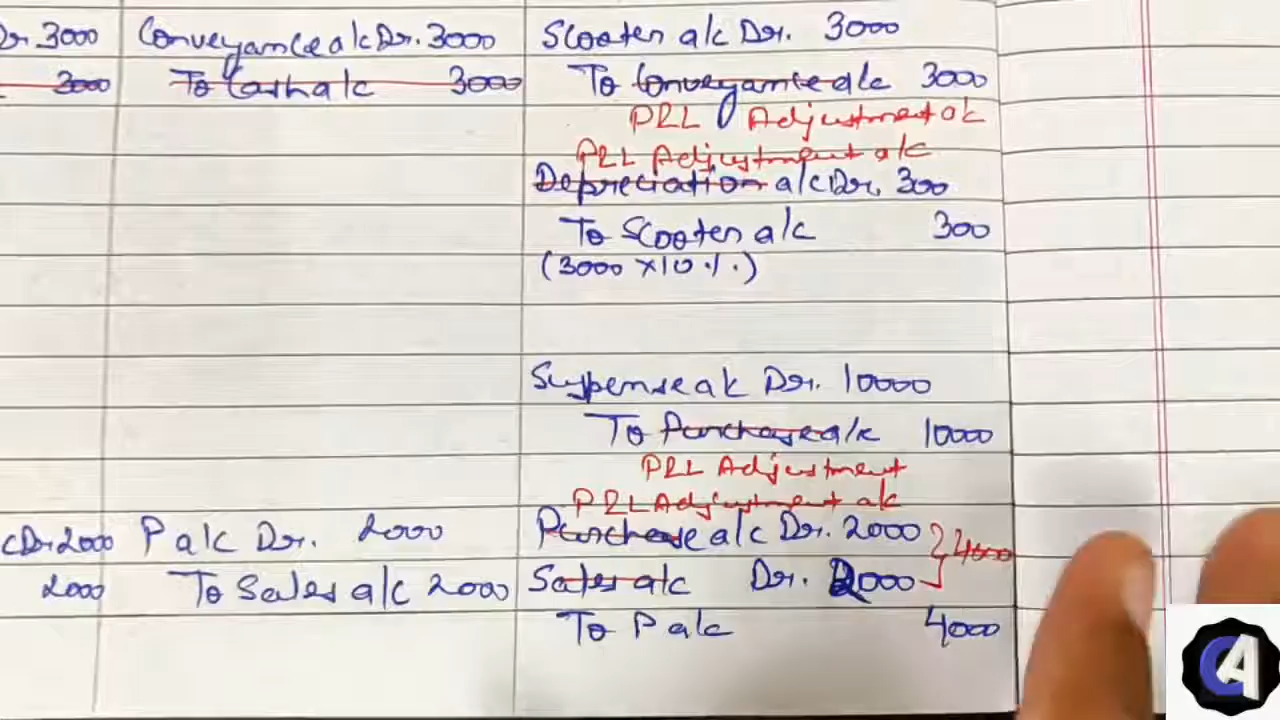 Dr. 3000 Conveyance a/c Dr. 3000 Scooter a/c Dr. 3000
3000 To Cash a/c 3000 To Conveyance a/c 3000
P&L Adjustment a/c
P&L Adjustment a/c
Depreciation a/c Dr. 300
To Scooter a/c 300
(3000 x 10%)
Suspense a/c Dr. 10000
To Purchase a/c 10000
P&L Adjustment
P&L Adjustment a/c
c Dr. 2000 P a/c Dr. 2000 Purchase a/c Dr. 2000 } 4000
2000 To Sales a/c 2000 Sales a/c Dr. 2000
To P a/c 4000
CA